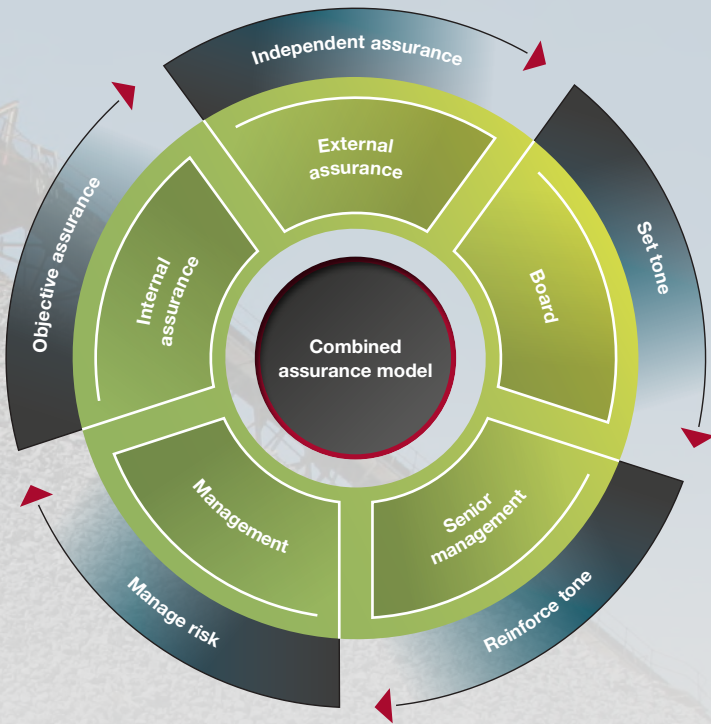 Independent assurance
External
assurance
Set tone
Board
Reinforce tone
Senior
management
Manage risk
Management
Objective assurance
Internal
assurance
Combined
assurance model